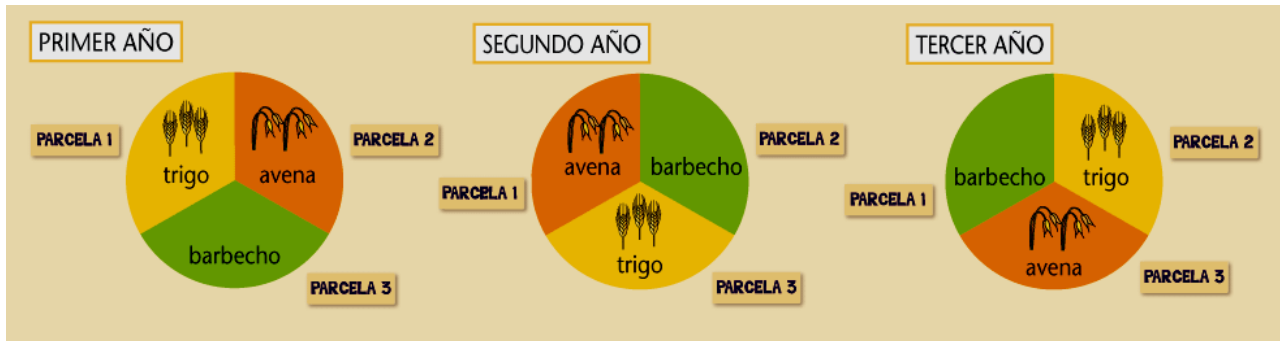 PRIMER AÑO
PARCELA 1
trigo
avena
PARCELA 2
barbecho
PARCELA 3
SEGUNDO AÑO
PARCELA 1
avena
barbecho
PARCELA 2
trigo
PARCELA 3
TERCER AÑO
PARCELA 1
barbecho
trigo
PARCELA 2
avena
PARCELA 3